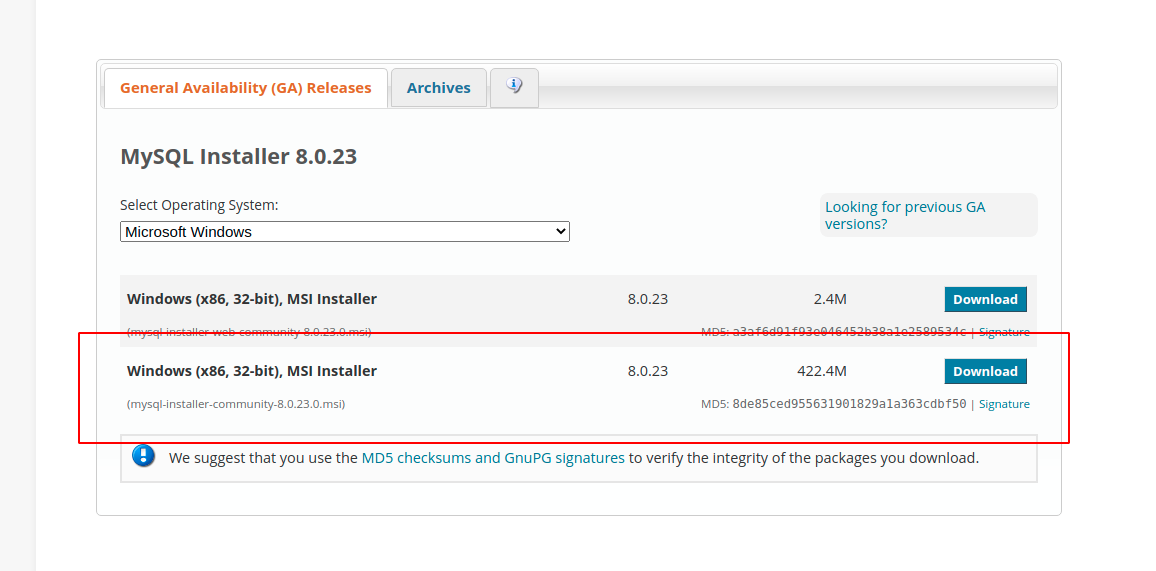 General Availability (GA) Releases
Archives
MySQL Installer 8.0.23
Select Operating System:
Looking for previous GA
versions?
Microsoft Windows
Windows (x86, 32-bit), MSI Installer 8.0.23 2.4M Download
(mysql-installer-web-community-8.0.23.0.msi) MD5: a3af6d91f93e046452b38a1e2589534c | Signature
Windows (x86, 32-bit), MSI Installer 8.0.23 422.4M Download
(mysql-installer-community-8.0.23.0.msi) MD5: 8de85ced955631901829a1a363cdbf50 | Signature
We suggest that you use the MD5 checksums and GnuPG signatures to verify the integrity of the packages you download.